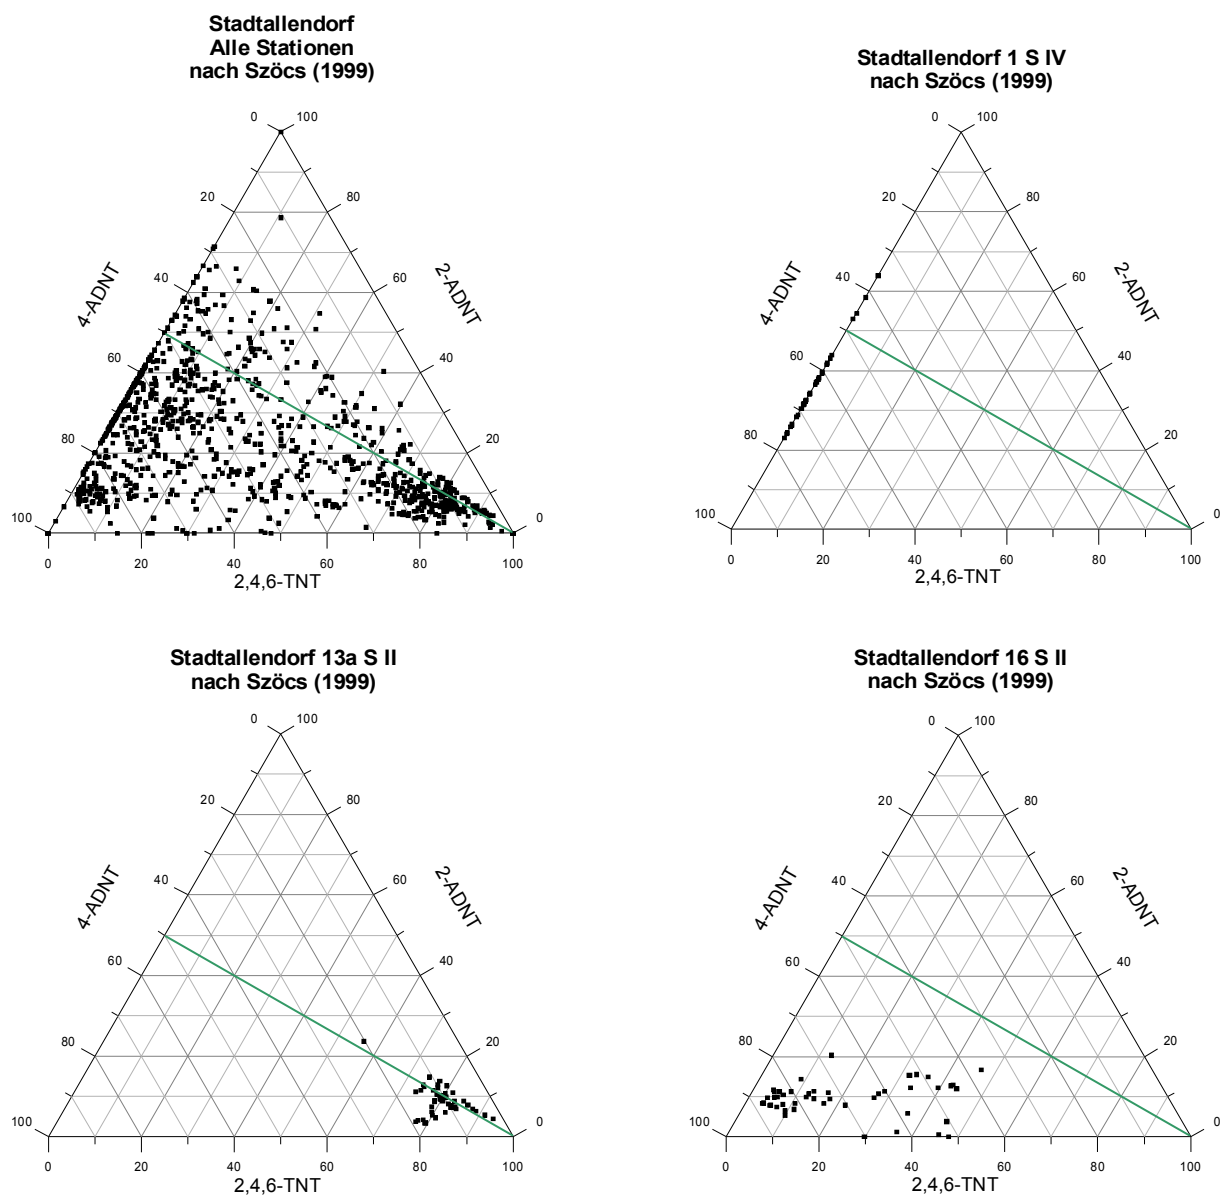 Stadtallendorf
Alle Stationen
nach Szöcs (1999)
0 100
20 80
40 60
4-ADNT 2-ADNT
60 40
80 20
100 0
0 20 40 60 80 100
2,4,6-TNT
Stadtallendorf 1 S IV
nach Szöcs (1999)
0 100
20 80
40 60
4-ADNT 2-ADNT
60 40
80 20
100 0
0 20 40 60 80 100
2,4,6-TNT
Stadtallendorf 13a S II
nach Szöcs (1999)
0 100
20 80
40 60
4-ADNT 2-ADNT
60 40
80 20
100 0
0 20 40 60 80 100
2,4,6-TNT
Stadtallendorf 16 S II
nach Szöcs (1999)
0 100
20 80
40 60
4-ADNT 2-ADNT
60 40
80 20
100 0
0 20 40 60 80 100
2,4,6-TNT